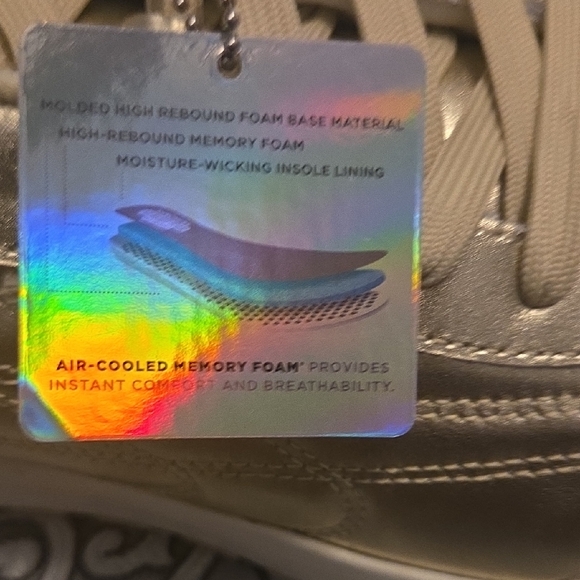 MOLDED HIGH REBOUND FOAM BASE MATERIAL
HIGH-REBOUND MEMORY FOAM
MOISTURE-WICKING INSOLE LINING
AIR-COOLED MEMORY FOAM® PROVIDES
INSTANT COMFORT AND BREATHABILITY.